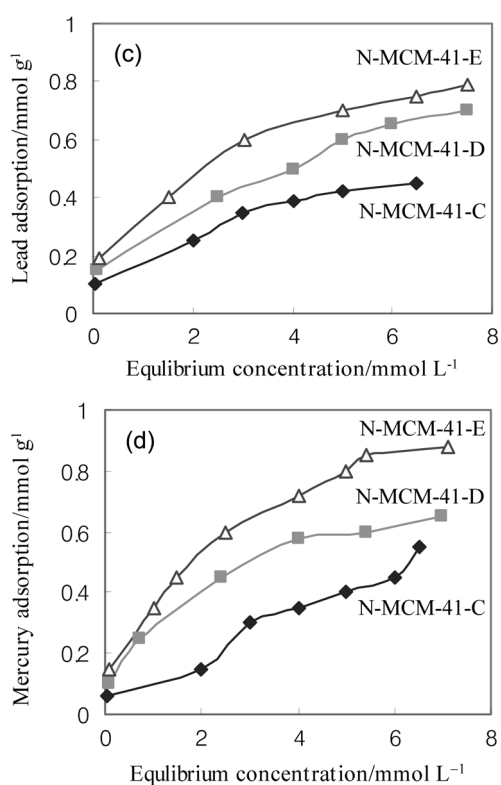 (c)
N-MCM-41-E
N-MCM-41-D
N-MCM-41-C
Lead adsorption/mmol g¹
1
0.8
0.6
0.4
0.2
0
0 2 4 6 8
Equlibrium concentration/mmol L⁻¹
(d)
N-MCM-41-E
N-MCM-41-D
N-MCM-41-C
Mercury adsorption/mmol g¹
1
0.8
0.6
0.4
0.2
0
0 2 4 6 8
Equlibrium concentration/mmol L⁻¹